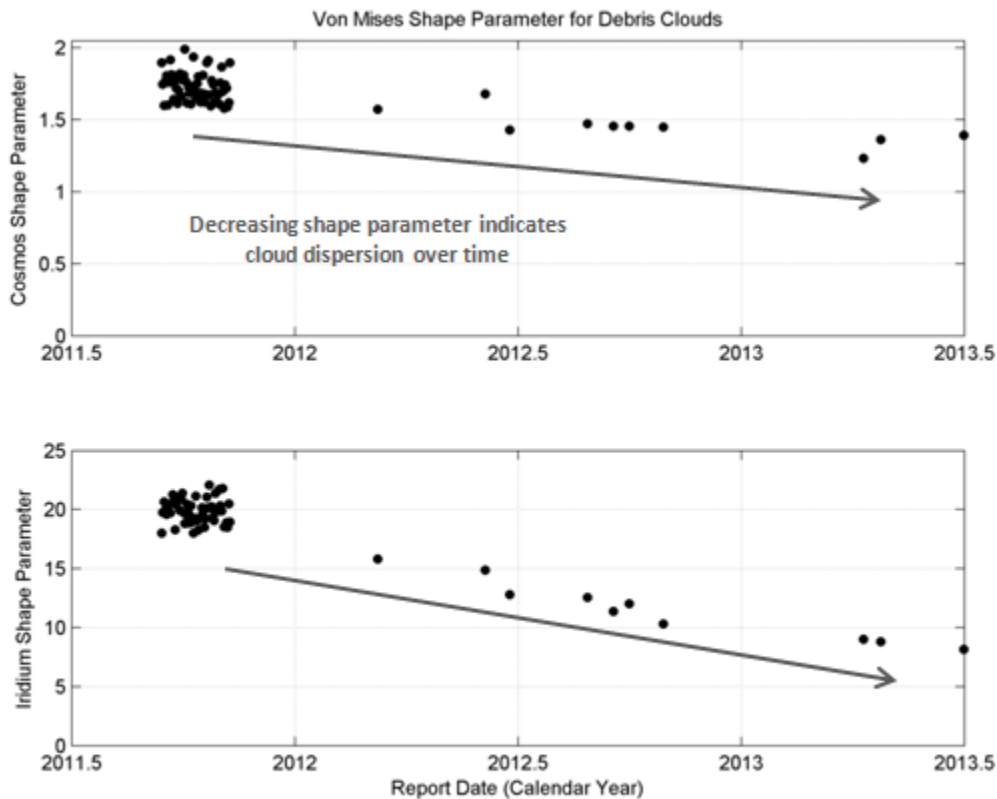 Von Mises Shape Parameter for Debris Clouds
Cosmos Shape Parameter
2
1.5
1
0.5
0
Decreasing shape parameter indicates
cloud dispersion over time
2011.5 2012 2012.5 2013 2013.5
Iridium Shape Parameter
25
20
15
10
5
0
2011.5 2012 2012.5 2013 2013.5
Report Date (Calendar Year)